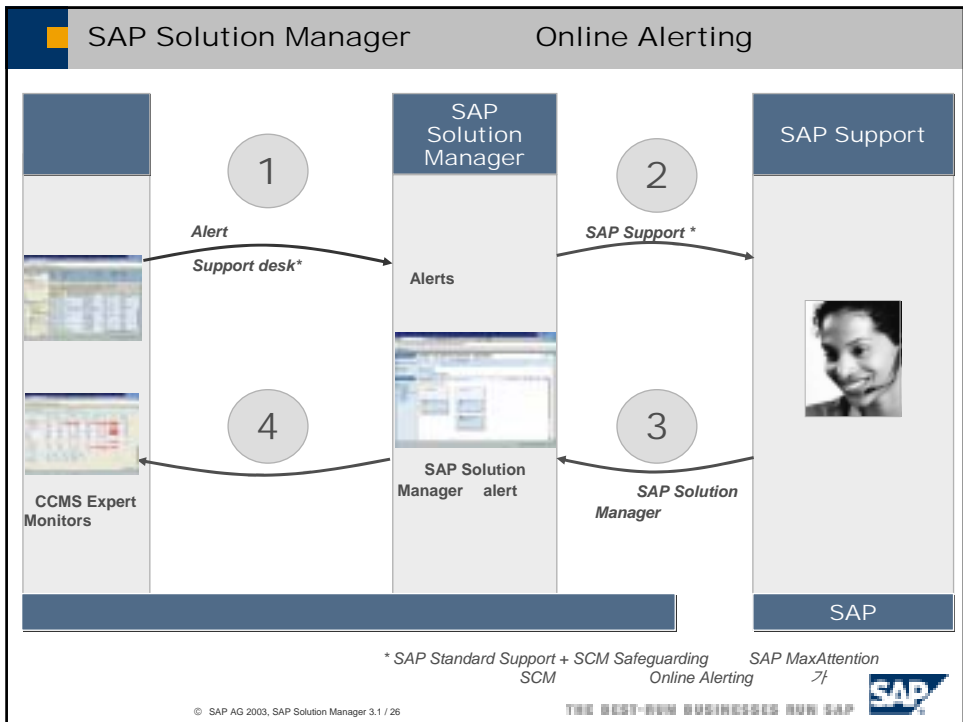 SAP Solution Manager Online Alerting
SAP
Solution
Manager
SAP Support
1
2
Alert
Support desk*
SAP Support *
Alerts
4
3
CCMS Expert
Monitors
SAP Solution
Manager alert
SAP Solution
Manager
SAP
* SAP Standard Support + SCM Safeguarding SAP MaxAttention
SCM Online Alerting 가
© SAP AG 2003, SAP Solution Manager 3.1 / 26
THE BEST-RUN BUSINESSES RUN SAP
SAP